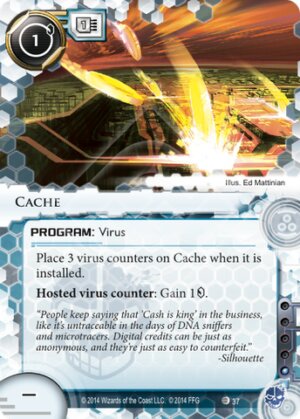 1
1
Illus. Ed Mattinian
CACHE
PROGRAM: Virus
Place 3 virus counters on Cache when it is
installed.
Hosted virus counter: Gain 1
"People keep saying that 'Cash is king' in the business,
like it's untraceable in the days of DNA sniffers
and microtracers. Digital credits can be just as
anonymous, and they're just as easy to counterfeit."
-Silhouette
–
© 2014 Wizards of the Coast LLC. © 2014 FFG
37